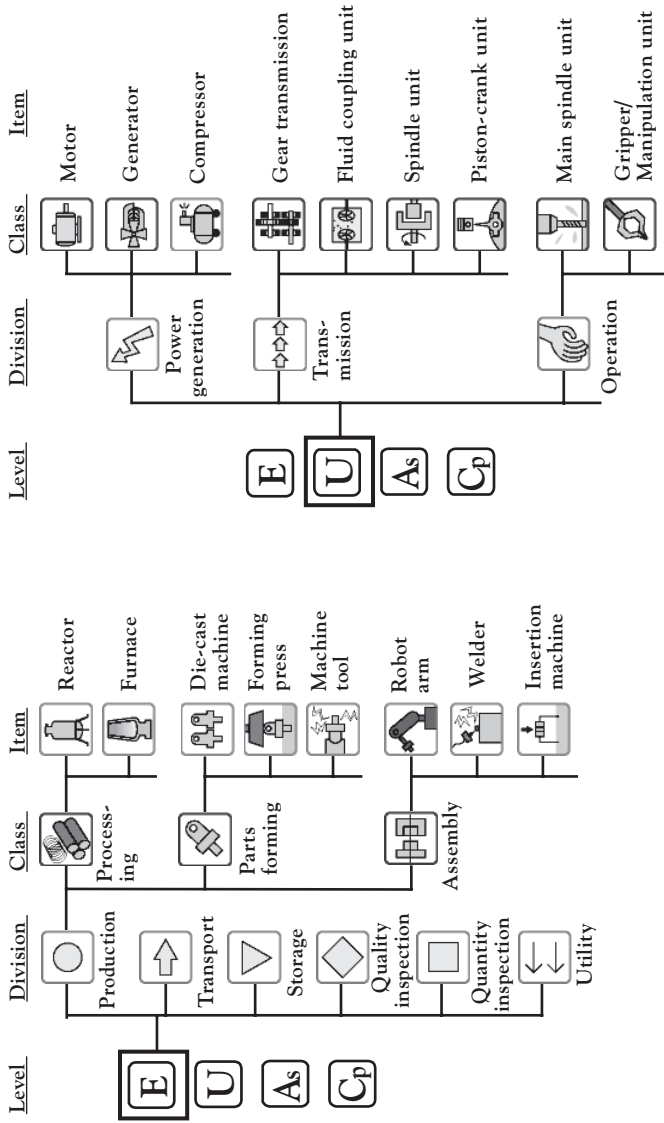 Level
Division
Class
Item
E
U
As
Cp
Production
Transport
Storage
Quality
inspection
Quantity
inspection
Utility
Process-
ing
Parts
forming
Assembly
Reactor
Furnace
Die-cast
machine
Forming
press
Machine
tool
Robot
arm
Welder
Insertion
machine
Level
Division
Class
Item
E
U
As
Cp
Power
generation
Trans-
mission
Operation
Motor
Generator
Compressor
Gear transmission
Fluid coupling unit
Spindle unit
Piston-crank unit
Main spindle unit
Gripper/
Manipulation unit